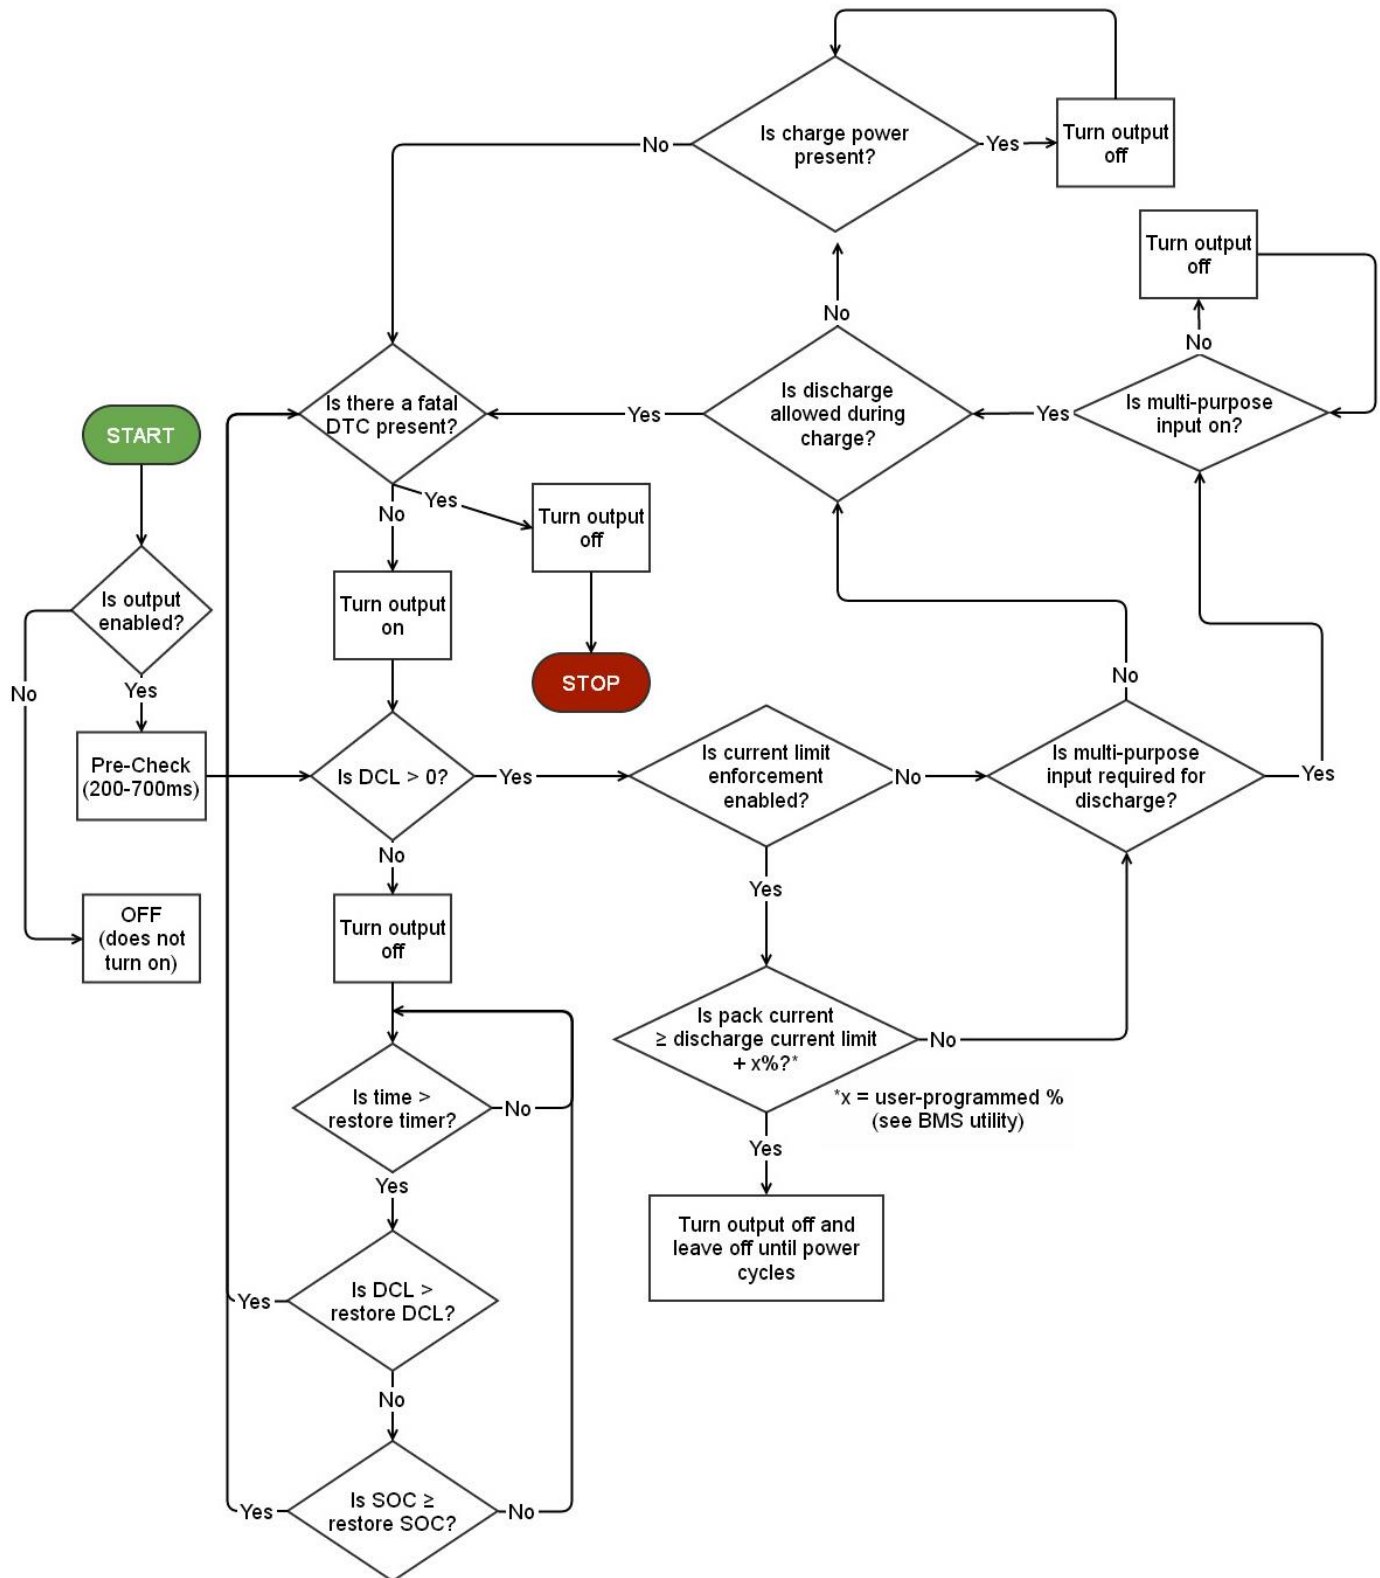 Is charge power
present?
No
Yes
Turn output
off
Turn output
off
No
No
Is discharge
allowed during
charge?
Is multi-purpose
input on?
Yes
Yes
Is there a fatal
DTC present?
START
Yes
No
Turn output
off
Is output
enabled?
Turn output
on
STOP
No
Yes
No
Pre-Check
(200-700ms)
Is DCL > 0?
Yes
Is current limit
enforcement
enabled?
No
Is multi-purpose
input required for
discharge?
Yes
No
Yes
OFF
(does not
turn on)
Turn output
off
Is pack current
≥ discharge current limit
+ x%?*
No
*x = user-programmed %
(see BMS utility)
Is time >
restore timer?
No
Yes
Yes
Turn output off and
leave off until power
cycles
Is DCL >
restore DCL?
Yes
No
Is SOC ≥
restore SOC?
Yes
No